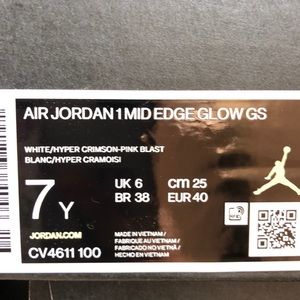 AIR JORDAN 1 MID EDGE GLOW GS
WHITE/HYPER CRIMSON-PINK BLAST
BLANC/HYPER CRAMOISI
7 Y
UK 6 cm 25
BR 38 EUR 40
JORDAN.COM
CV4611 100
MADE IN VIETNAM /
FABRIQUÉ AU VIETNAM /
FABRICADO NO VIETNÃ /
HECHO EN VIETNAM